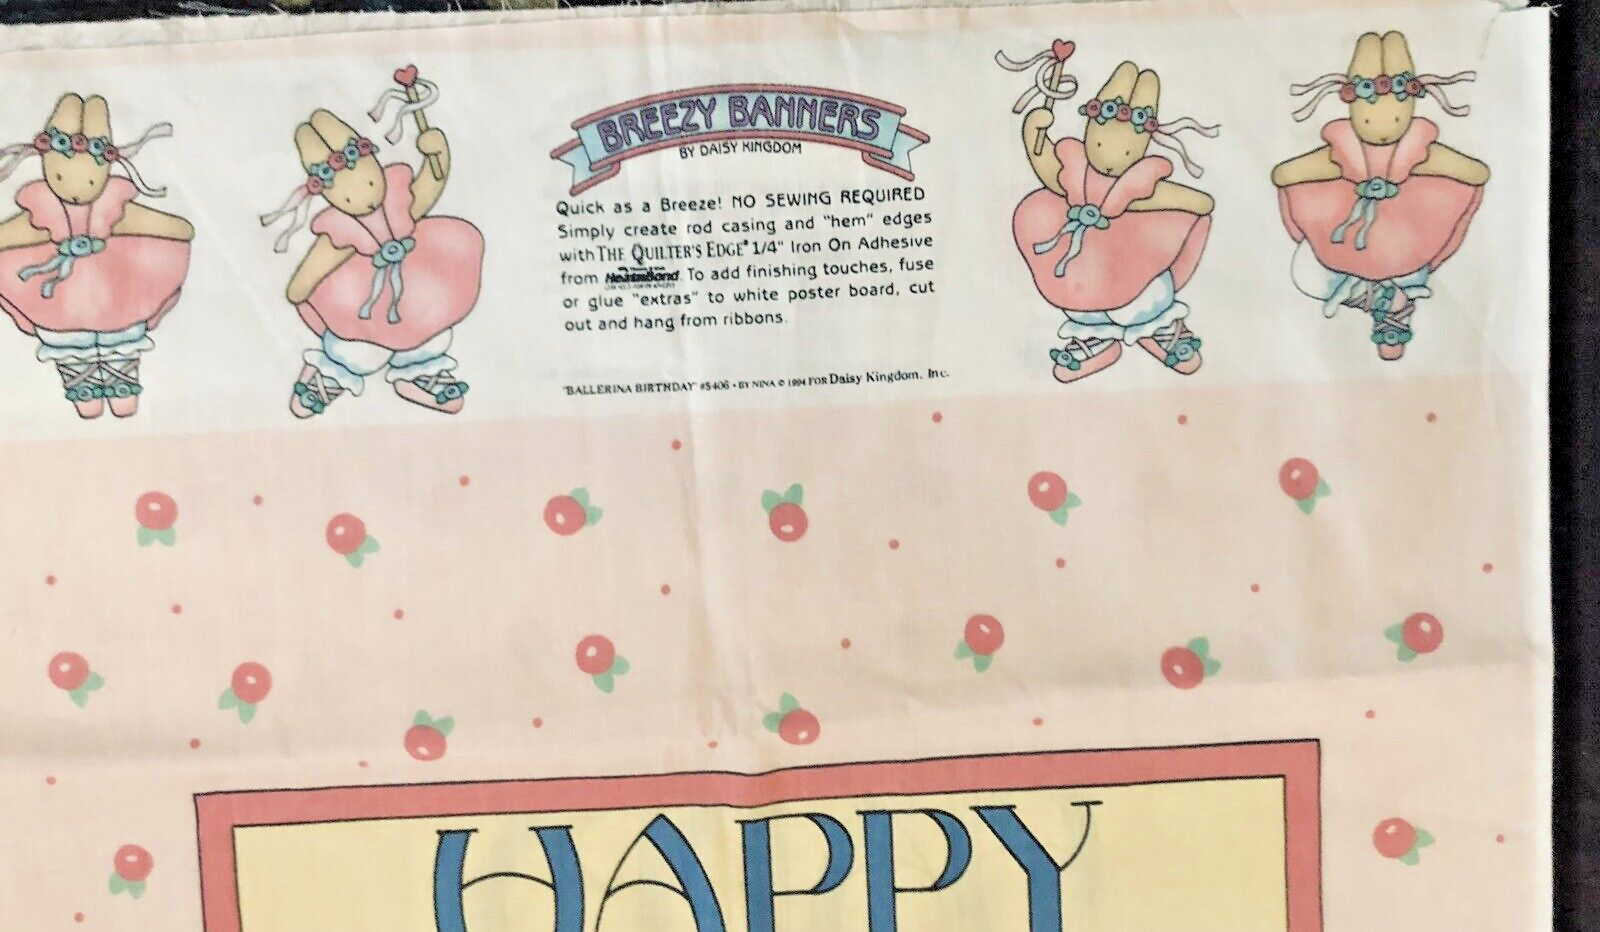 BREEZY BANNERS
BY DAISY KINGDOM
Quick as a Breeze! NO SEWING REQUIRED
Simply create rod casing and "hem" edges
with THE QUILTER'S EDGE® 1/4" Iron On Adhesive
from HeatnBond. To add finishing touches, fuse
or glue "extras" to white poster board, cut
out and hang from ribbons.
"BALLERINA BIRTHDAY" #5406 • BY NINA © 1994 FOR Daisy Kingdom, Inc.
HAPPY